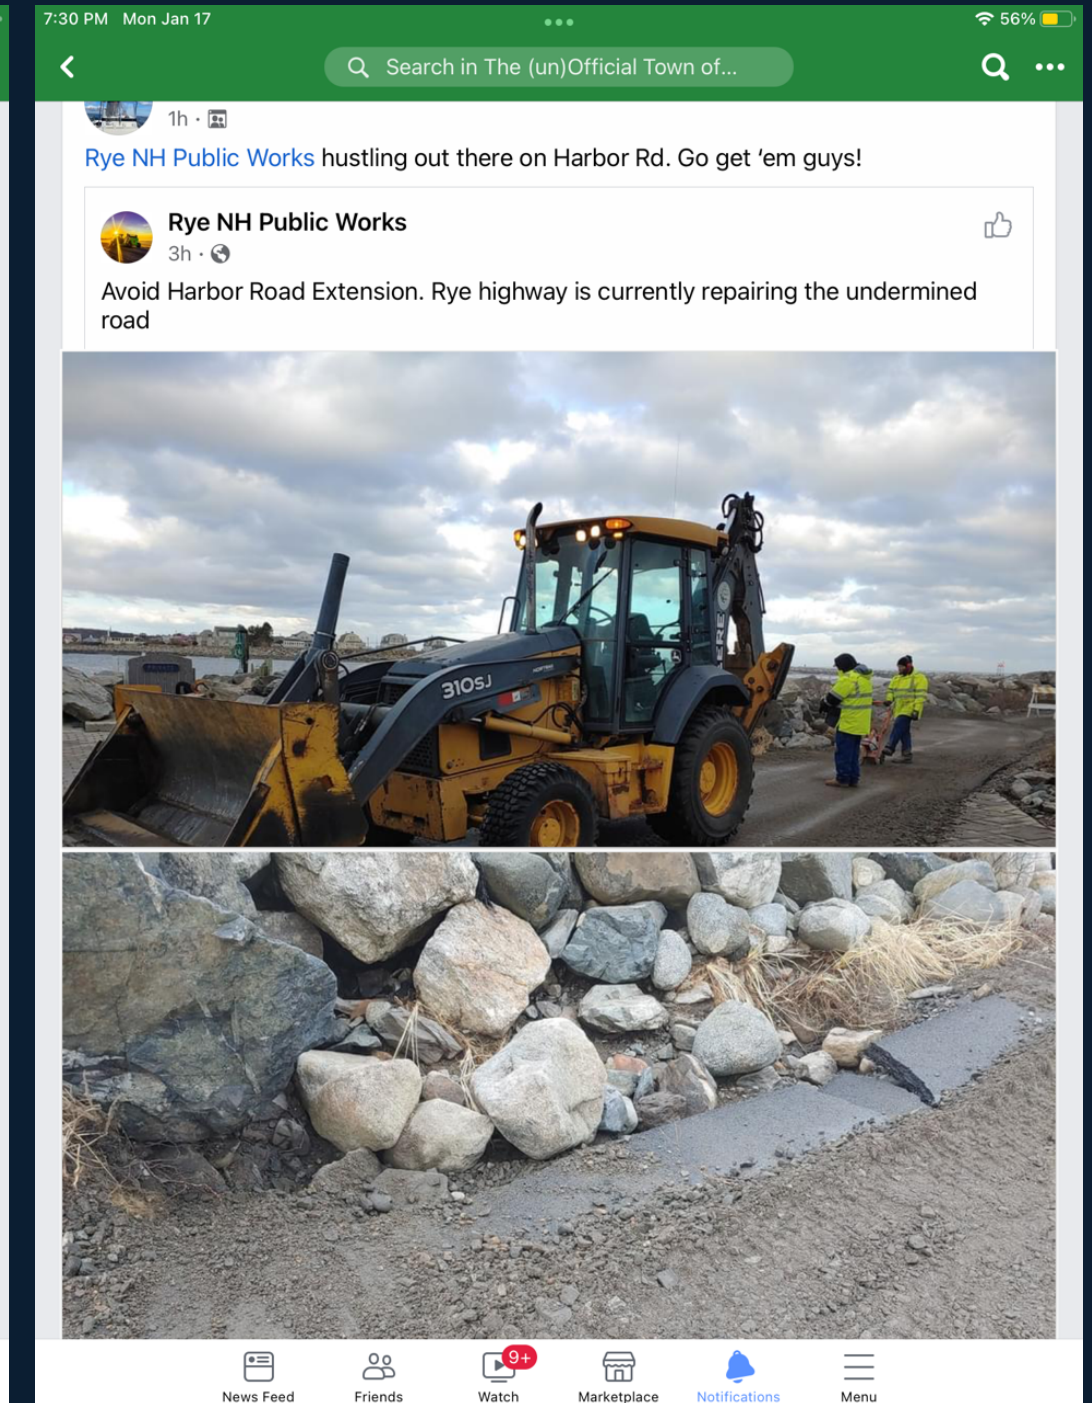 7:30 PM Mon Jan 17
56%
Search in The (un)Official Town of...
1h ·
Rye NH Public Works hustling out there on Harbor Rd. Go get ‘em guys!
Rye NH Public Works
3h ·
Avoid Harbor Road Extension. Rye highway is currently repairing the undermined
road
310SJ
ERE
9+
News Feed Friends Watch Marketplace Notifications Menu